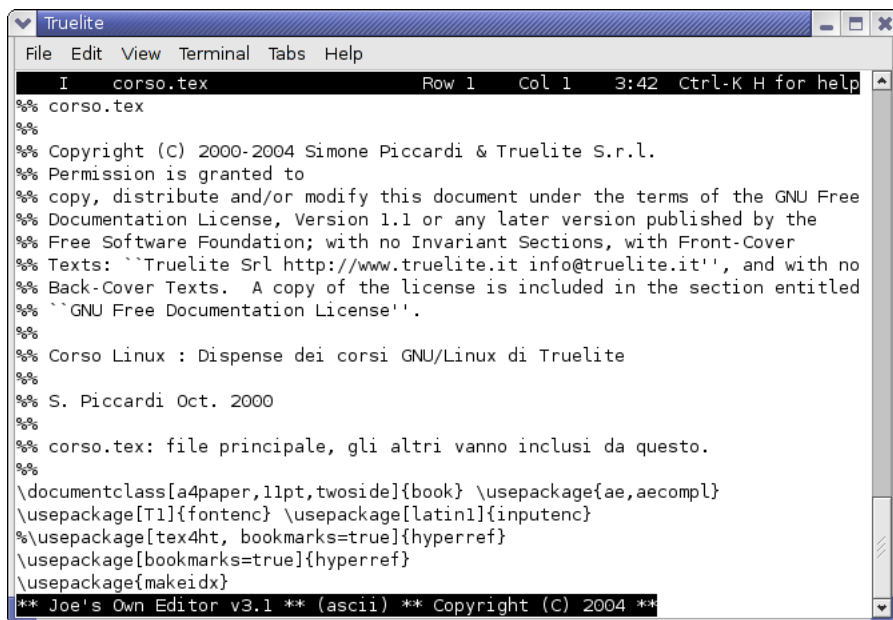 Truelite
File Edit View Terminal Tabs Help
I corso.tex Row 1 Col 1 3:42 Ctrl-K H for help
%% corso.tex
%%
%% Copyright (C) 2000-2004 Simone Piccardi & Truelite S.r.l.
%% Permission is granted to
%% copy, distribute and/or modify this document under the terms of the GNU Free
%% Documentation License, Version 1.1 or any later version published by the
%% Free Software Foundation; with no Invariant Sections, with Front-Cover
%% Texts: ``Truelite Srl http://www.truelite.it info@truelite.it'', and with no
%% Back-Cover Texts.  A copy of the license is included in the section entitled
%% ``GNU Free Documentation License''.
%%
%% Corso Linux : Dispense dei corsi GNU/Linux di Truelite
%%
%% S. Piccardi Oct. 2000
%%
%% corso.tex: file principale, gli altri vanno inclusi da questo.
%%
\documentclass[a4paper,11pt,twoside]{book} \usepackage{ae,aecompl}
\usepackage[T1]{fontenc} \usepackage[latin1]{inputenc}
%\usepackage[tex4ht, bookmarks=true]{hyperref}
\usepackage[bookmarks=true]{hyperref}
\usepackage{makeidx}
** Joe's Own Editor v3.1 ** (ascii) ** Copyright (C) 2004 **